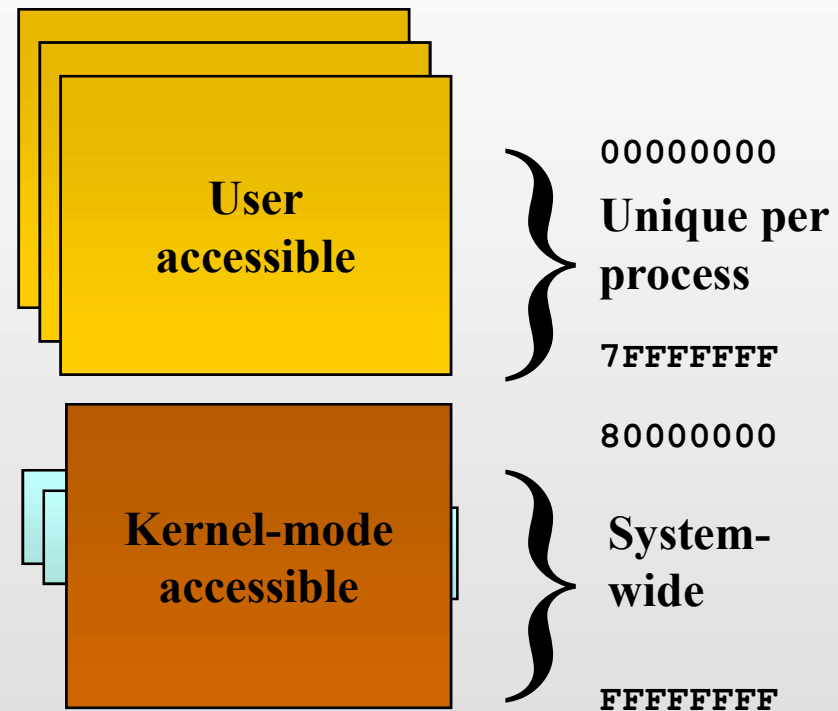 User
accessible
00000000
Unique per
process
7FFFFFFF
Kernel-mode
accessible
80000000
System-
wide
FFFFFFFF